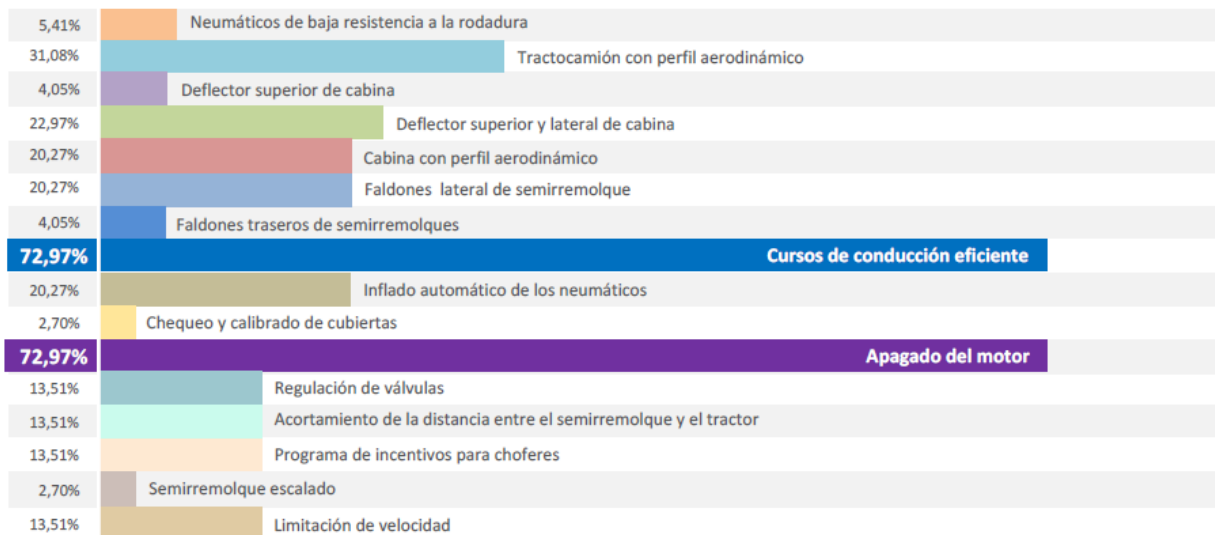 5,41% Neumáticos de baja resistencia a la rodadura
31,08% Tractocamión con perfil aerodinámico
4,05% Deflector superior de cabina
22,97% Deflector superior y lateral de cabina
20,27% Cabina con perfil aerodinámico
20,27% Faldones lateral de semirremolque
4,05% Faldones traseros de semirremolques
72,97% Cursos de conducción eficiente
20,27% Inflado automático de los neumáticos
2,70% Chequeo y calibrado de cubiertas
72,97% Apagado del motor
13,51% Regulación de válvulas
13,51% Acortamiento de la distancia entre el semirremolque y el tractor
13,51% Programa de incentivos para choferes
2,70% Semirremolque escalado
13,51% Limitación de velocidad